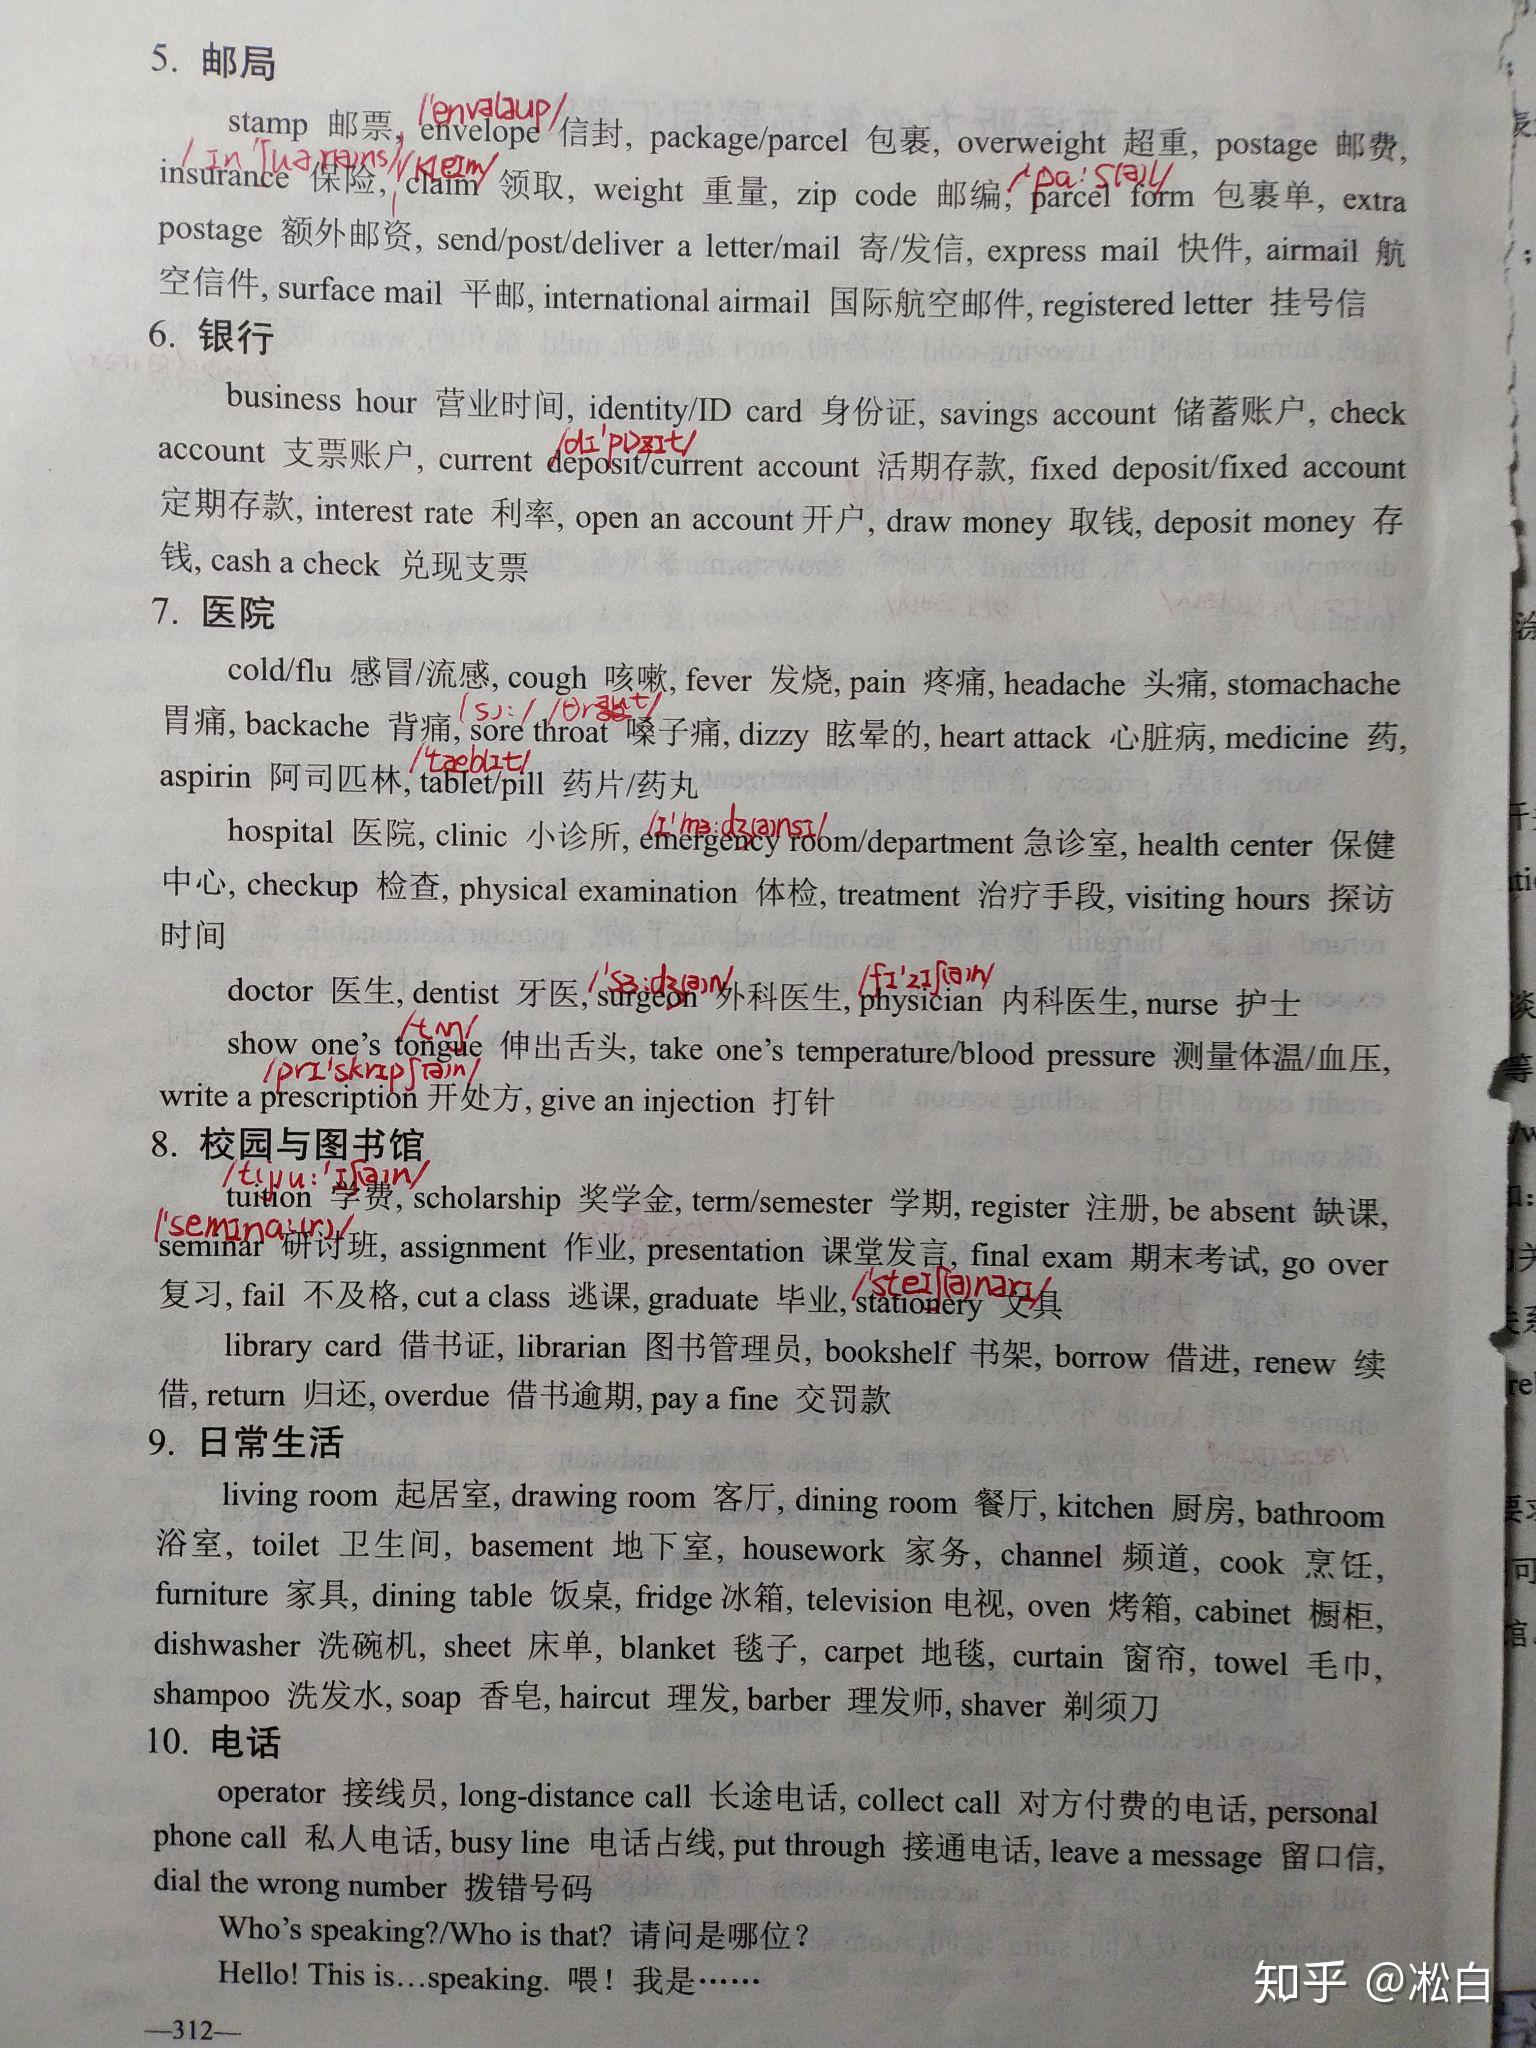 5. 邮局
/'envələup/
stamp 邮票, envelope 信封, package/parcel 包裹, overweight 超重, postage 邮费,
/kleɪm/
insurance 保险, claim 领取, weight 重量, zip code 邮编, parcel form 包裹单, extra
postage 额外邮资, send/post/deliver a letter/mail 寄/发信, express mail 快件, airmail 航
空信件, surface mail 平邮, international airmail 国际航空邮件, registered letter 挂号信
6. 银行
business hour 营业时间, identity/ID card 身份证, savings account 储蓄账户, check
/dɪ'pɒzɪt/
account 支票账户, current deposit/current account 活期存款, fixed deposit/fixed account
定期存款, interest rate 利率, open an account 开户, draw money 取钱, deposit money 存
钱, cash a check 兑现支票
7. 医院
cold/flu 感冒/流感, cough 咳嗽, fever 发烧, pain 疼痛, headache 头痛, stomachache
/sɔ:/
胃痛, backache 背痛, sore throat 嗓子痛, dizzy 眩晕的, heart attack 心脏病, medicine 药,
/'tæblɪt/
aspirin 阿司匹林, tablet/pill 药片/药丸
/ɪ'mɜ:dʒ(ə)nsɪ/
hospital 医院, clinic 小诊所, emergency room/department 急诊室, health center 保健
中心, checkup 检查, physical examination 体检, treatment 治疗手段, visiting hours 探访
时间
/'sɜ:dʒ(ə)n/ /fɪ'zɪʃ(ə)n/
doctor 医生, dentist 牙医, surgeon 外科医生, physician 内科医生, nurse 护士
/tʌŋ/
show one's tongue 伸出舌头, take one's temperature/blood pressure 测量体温/血压,
/prɪ'skrɪpʃ(ə)n/
write a prescription 开处方, give an injection 打针
8. 校园与图书馆
tuition 学费, scholarship 奖学金, term/semester 学期, register 注册, be absent 缺课,
/'semɪnɑ:(r)/
seminar 研讨班, assignment 作业, presentation 课堂发言, final exam 期末考试, go over
/'steɪʃ(ə)nərɪ/
复习, fail 不及格, cut a class 逃课, graduate 毕业, stationery 文具
library card 借书证, librarian 图书管理员, bookshelf 书架, borrow 借进, renew 续
借, return 归还, overdue 借书逾期, pay a fine 交罚款
9. 日常生活
living room 起居室, drawing room 客厅, dining room 餐厅, kitchen 厨房, bathroom
浴室, toilet 卫生间, basement 地下室, housework 家务, channel 频道, cook 烹饪,
furniture 家具, dining table 饭桌, fridge 冰箱, television 电视, oven 烤箱, cabinet 橱柜,
dishwasher 洗碗机, sheet 床单, blanket 毯子, carpet 地毯, curtain 窗帘, towel 毛巾,
shampoo 洗发水, soap 香皂, haircut 理发, barber 理发师, shaver 剃须刀
10. 电话
operator 接线员, long-distance call 长途电话, collect call 对方付费的电话, personal
phone call 私人电话, busy line 电话占线, put through 接通电话, leave a message 留口信,
dial the wrong number 拨错号码
Who's speaking?/Who is that? 请问是哪位？
Hello! This is…speaking. 喂！我是……
—312—
知乎 @凇白